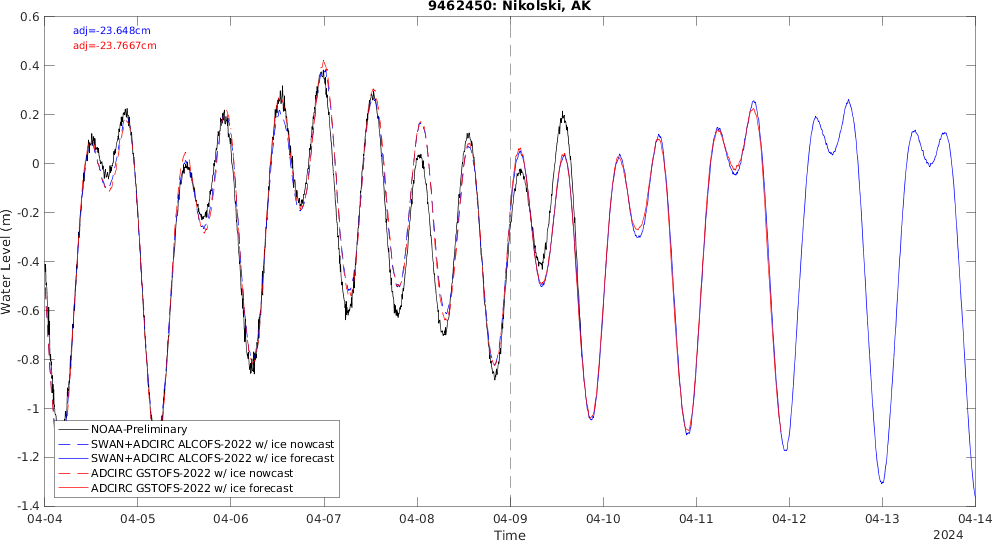 9462450: Nikolski, AK
adj=-23.648cm
adj=-23.7667cm
Water Level (m)
0.6
0.4
0.2
0
-0.2
-0.4
-0.6
-0.8
-1
-1.2
-1.4
NOAA-Preliminary
SWAN+ADCIRC ALCOFS-2022 w/ ice nowcast
SWAN+ADCIRC ALCOFS-2022 w/ ice forecast
ADCIRC GSTOFS-2022 w/ ice nowcast
ADCIRC GSTOFS-2022 w/ ice forecast
04-04 04-05 04-06 04-07 04-08 04-09 04-10 04-11 04-12 04-13 04-14
Time
2024